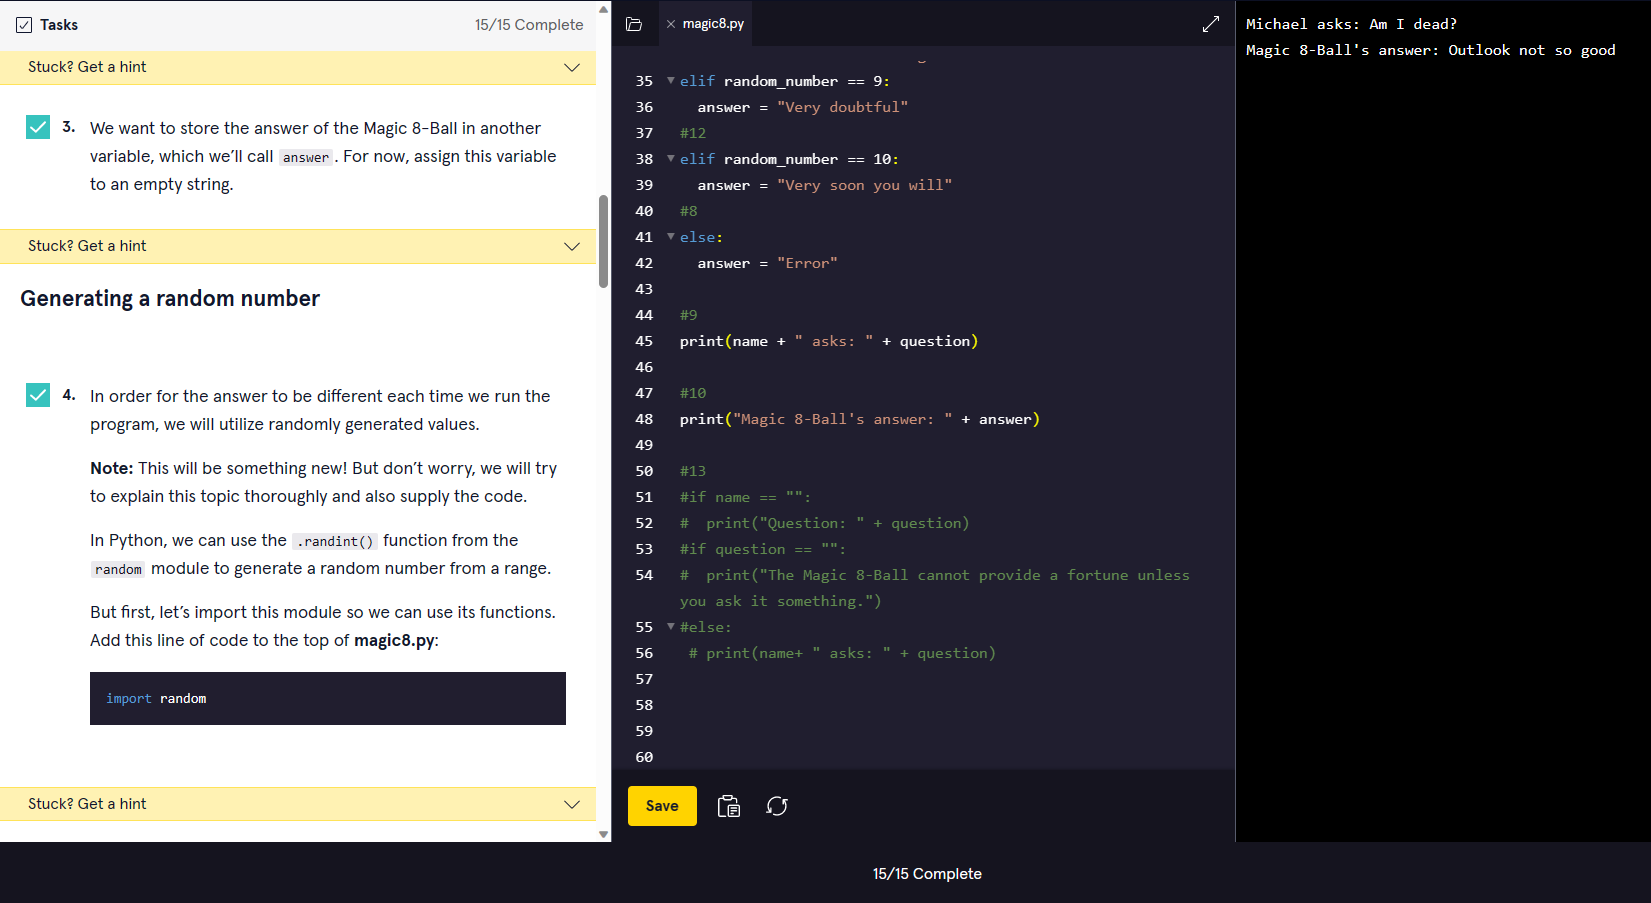 Tasks
15/15 Complete
Stuck? Get a hint
3. We want to store the answer of the Magic 8-Ball in another
variable, which we’ll call answer . For now, assign this variable
to an empty string.
Stuck? Get a hint
Generating a random number
4. In order for the answer to be different each time we run the
program, we will utilize randomly generated values.
Note: This will be something new! But don’t worry, we will try
to explain this topic thoroughly and also supply the code.
In Python, we can use the .randint() function from the
random module to generate a random number from a range.
But first, let’s import this module so we can use its functions.
Add this line of code to the top of magic8.py:
import random
Stuck? Get a hint
magic8.py
35 elif random_number == 9:
36   answer = "Very doubtful"
37 #12
38 elif random_number == 10:
39   answer = "Very soon you will"
40 #8
41 else:
42   answer = "Error"
43
44 #9
45 print(name + " asks: " + question)
46
47 #10
48 print("Magic 8-Ball's answer: " + answer)
49
50 #13
51 #if name == "":
52 #  print("Question: " + question)
53 #if question == "":
54 #  print("The Magic 8-Ball cannot provide a fortune unless
you ask it something.")
55 #else:
56  # print(name+ " asks: " + question)
57
58
59
60
Save
Michael asks: Am I dead?
Magic 8-Ball's answer: Outlook not so good
15/15 Complete